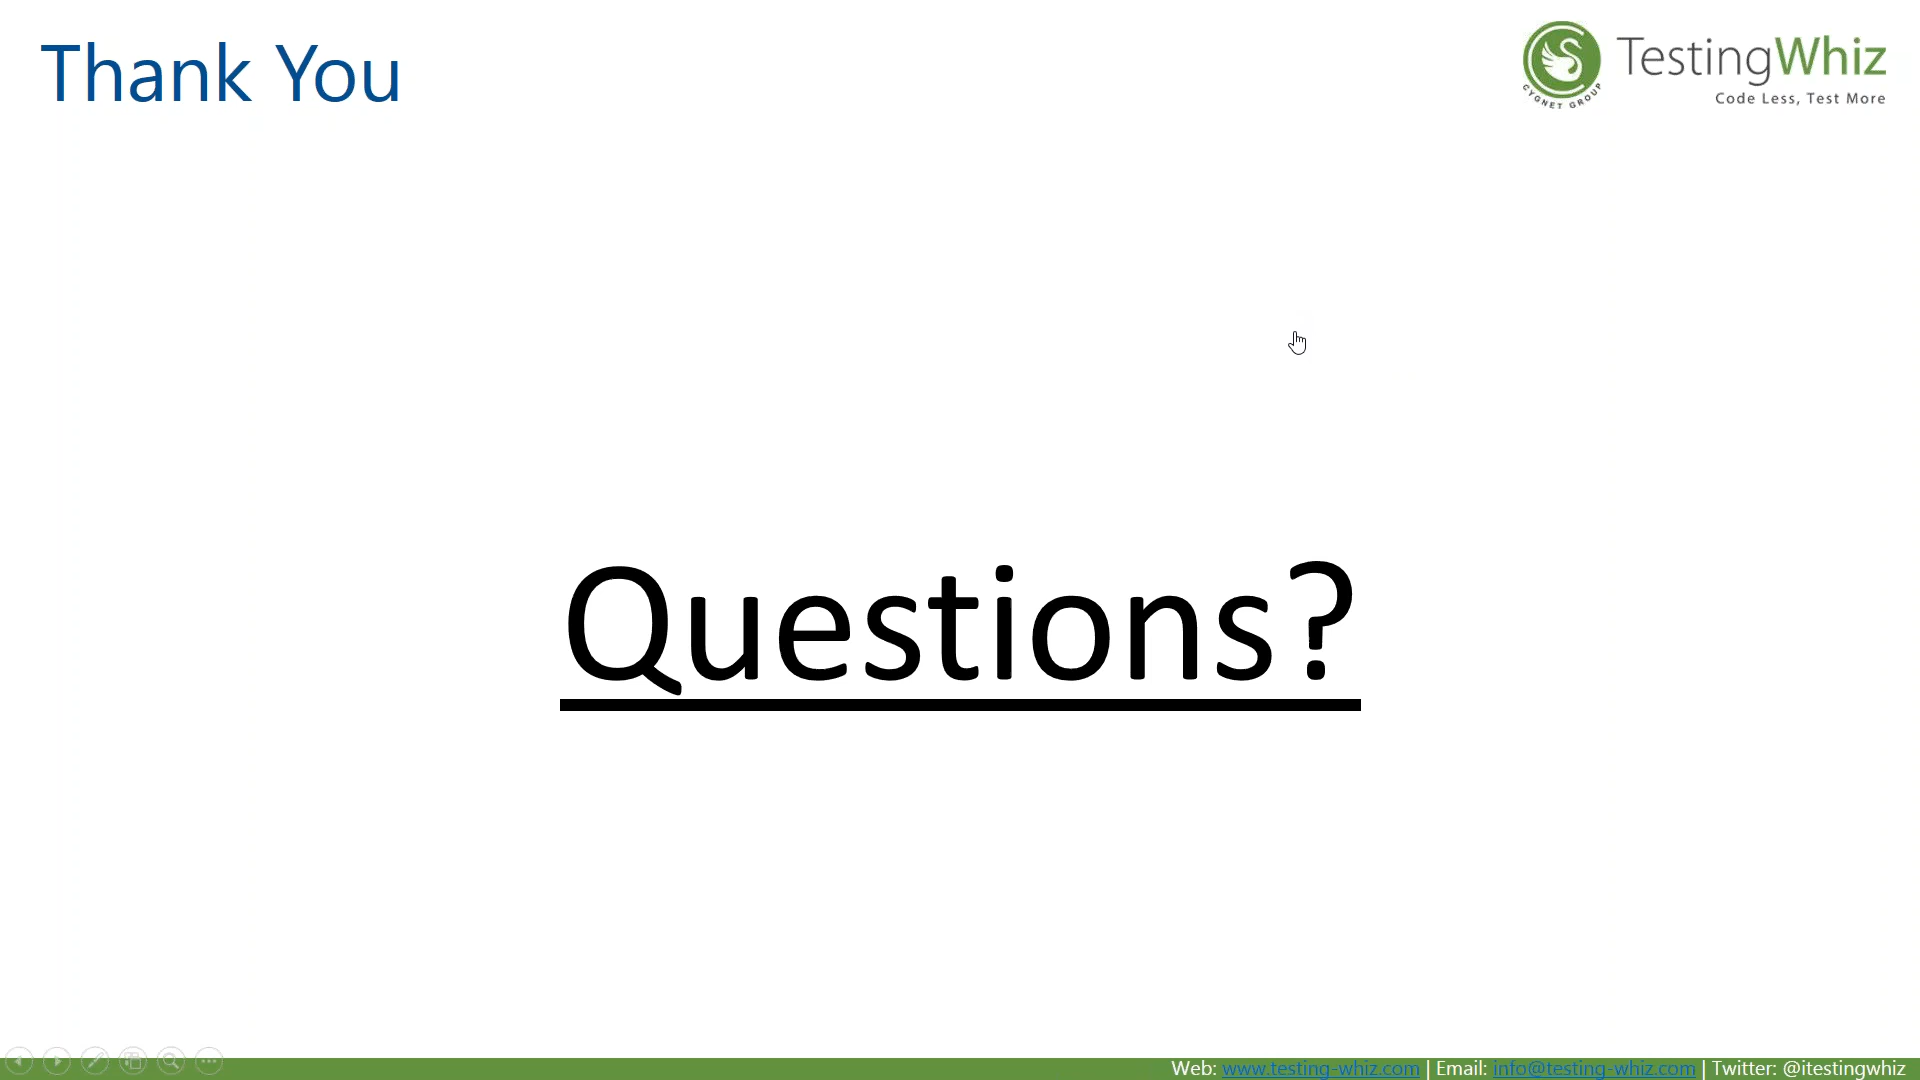 Thank You
TestingWhiz
Code Less, Test More
CYGNET GROUP
Questions?
Web: www.testing-whiz.com | Email: info@testing-whiz.com | Twitter: @itestingwhiz